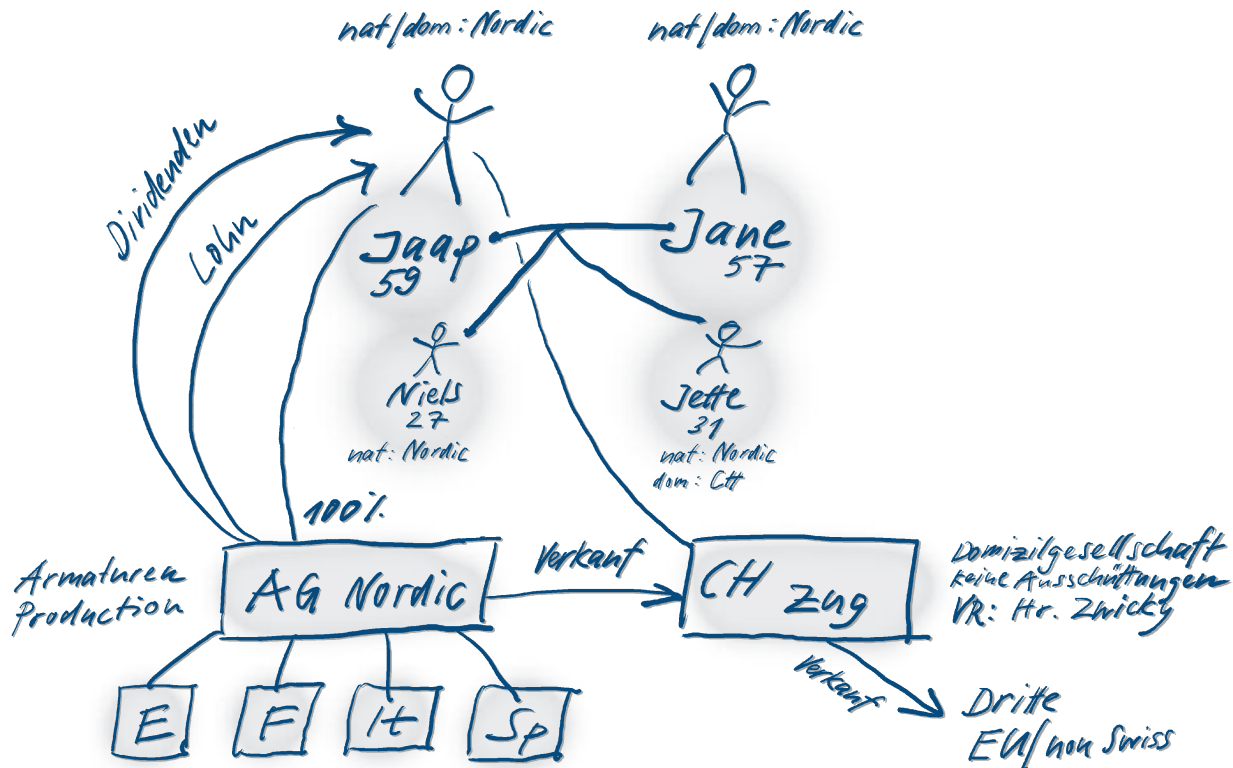 nat/dom: Nordic
nat/dom: Nordic
Dividenden
Lohn
Jaap
59
Jane
57
Niels
27
nat: Nordic
Jette
31
nat: Nordic
dom: CH
100%
Armaturen
Production
AG Nordic
Verkauf
CH Zug
Domizilgesellschaft
keine Ausschüttungen
VR: Hr. Zwicky
E
F
It
Sp
Verkauf
Dritte
EU/non Swiss